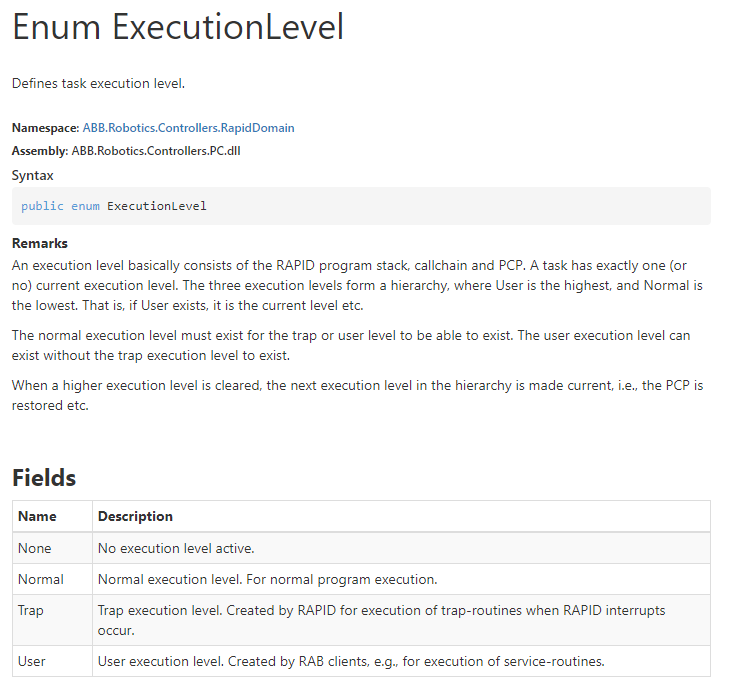 Enum ExecutionLevel
Defines task execution level.
Namespace: ABB.Robotics.Controllers.RapidDomain
Assembly: ABB.Robotics.Controllers.PC.dll
Syntax
public enum ExecutionLevel
Remarks
An execution level basically consists of the RAPID program stack, callchain and PCP. A task has exactly one (or
no) current execution level. The three execution levels form a hierarchy, where User is the highest, and Normal is
the lowest. That is, if User exists, it is the current level etc.
The normal execution level must exist for the trap or user level to be able to exist. The user execution level can
exist without the trap execution level to exist.
When a higher execution level is cleared, the next execution level in the hierarchy is made current, i.e., the PCP is
restored etc.
Fields
Name Description
None No execution level active.
Normal Normal execution level. For normal program execution.
Trap Trap execution level. Created by RAPID for execution of trap-routines when RAPID interrupts
occur.
User User execution level. Created by RAB clients, e.g., for execution of service-routines.